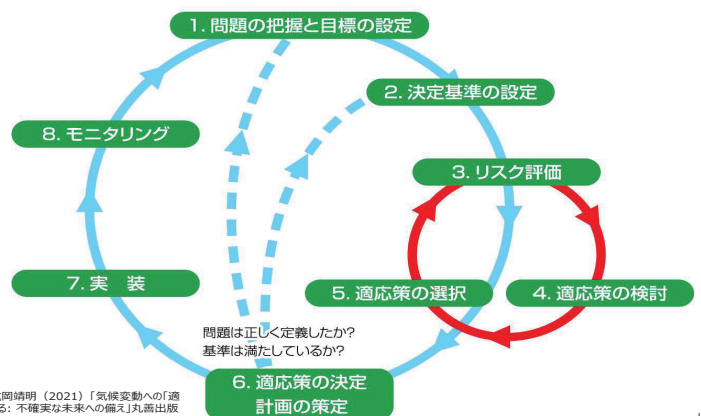 1. 問題の把握と目標の設定
2. 決定基準の設定
8. モニタリング
3. リスク評価
7. 実　装
5. 適応策の選択
4. 適応策の検討
問題は正しく定義したか?
基準は満たしているか?
6. 適応策の決定
計画の策定
岡靖明（2021）「気候変動への「適
る: 不確実な未来への備え」丸善出版